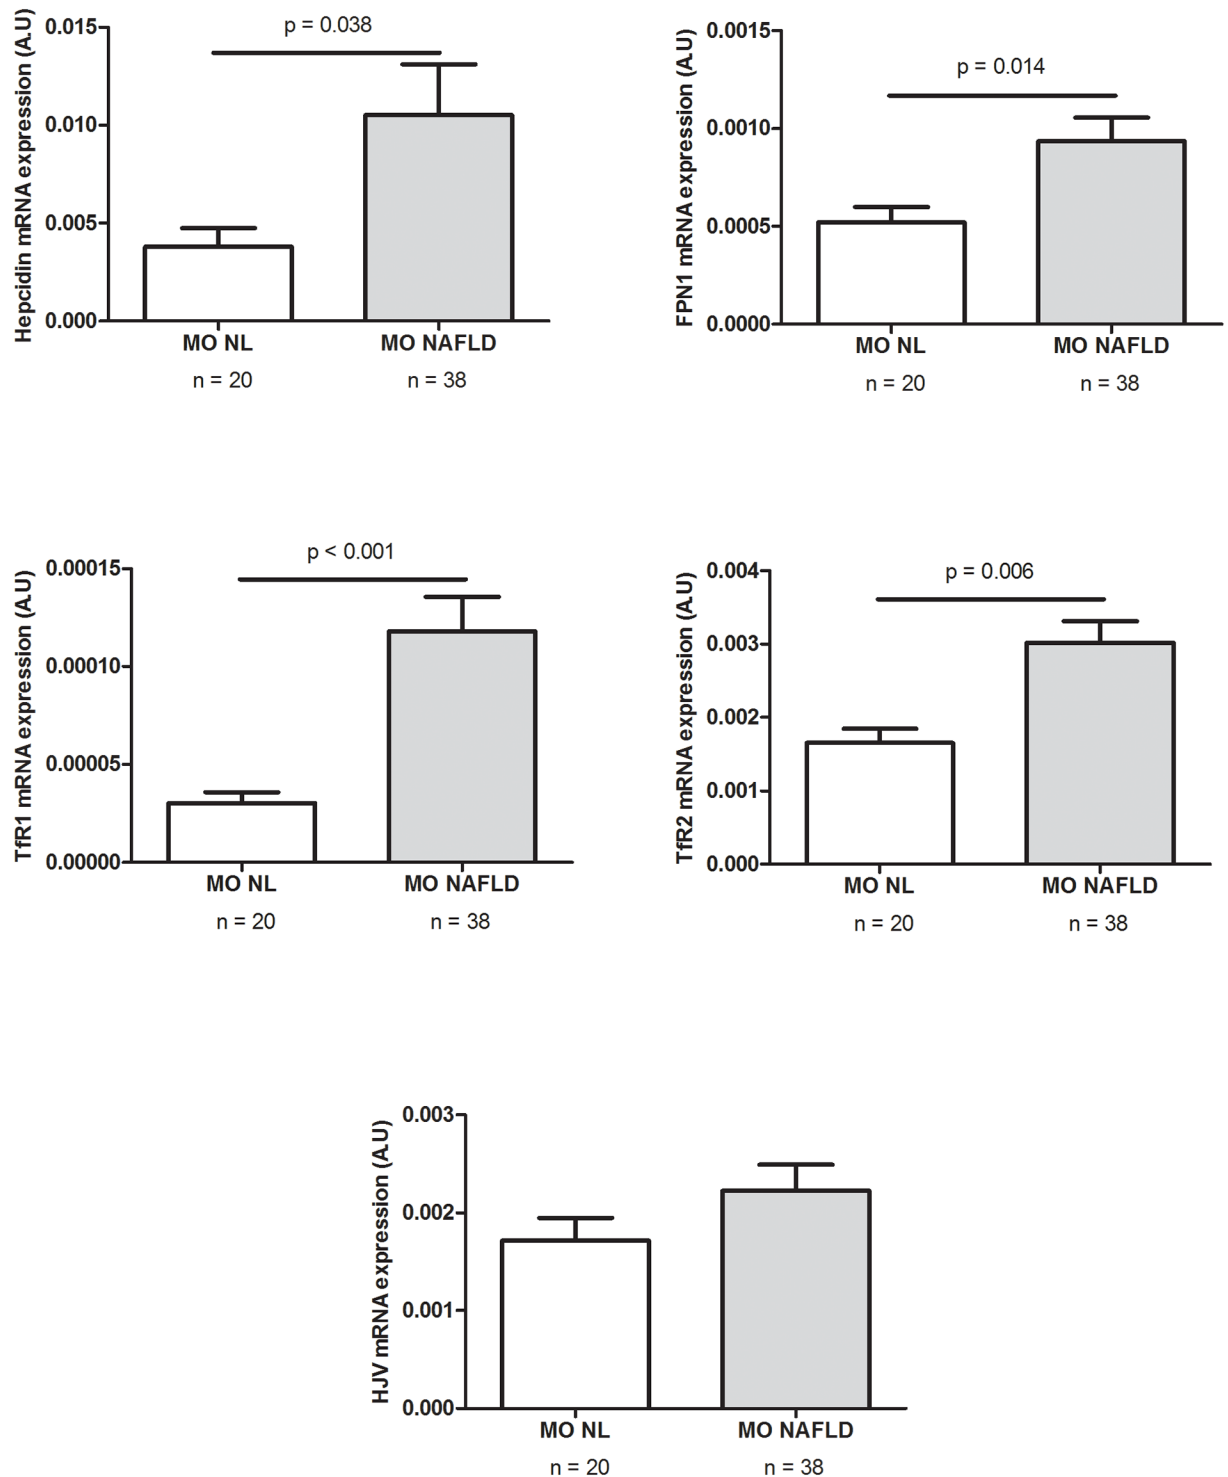 Hepcidin mRNA expression (A.U)
0.015
0.010
0.005
0.000
p = 0.038
MO NL
MO NAFLD
n = 20
n = 38
FPN1 mRNA expression (A.U)
0.0015
0.0010
0.0005
0.0000
p = 0.014
MO NL
MO NAFLD
n = 20
n = 38
TfR1 mRNA expression (A.U)
0.00015
0.00010
0.00005
0.00000
p < 0.001
MO NL
MO NAFLD
n = 20
n = 38
TfR2 mRNA expression (A.U)
0.004
0.003
0.002
0.001
0.000
p = 0.006
MO NL
MO NAFLD
n = 20
n = 38
HJV mRNA expression (A.U)
0.003
0.002
0.001
0.000
MO NL
MO NAFLD
n = 20
n = 38